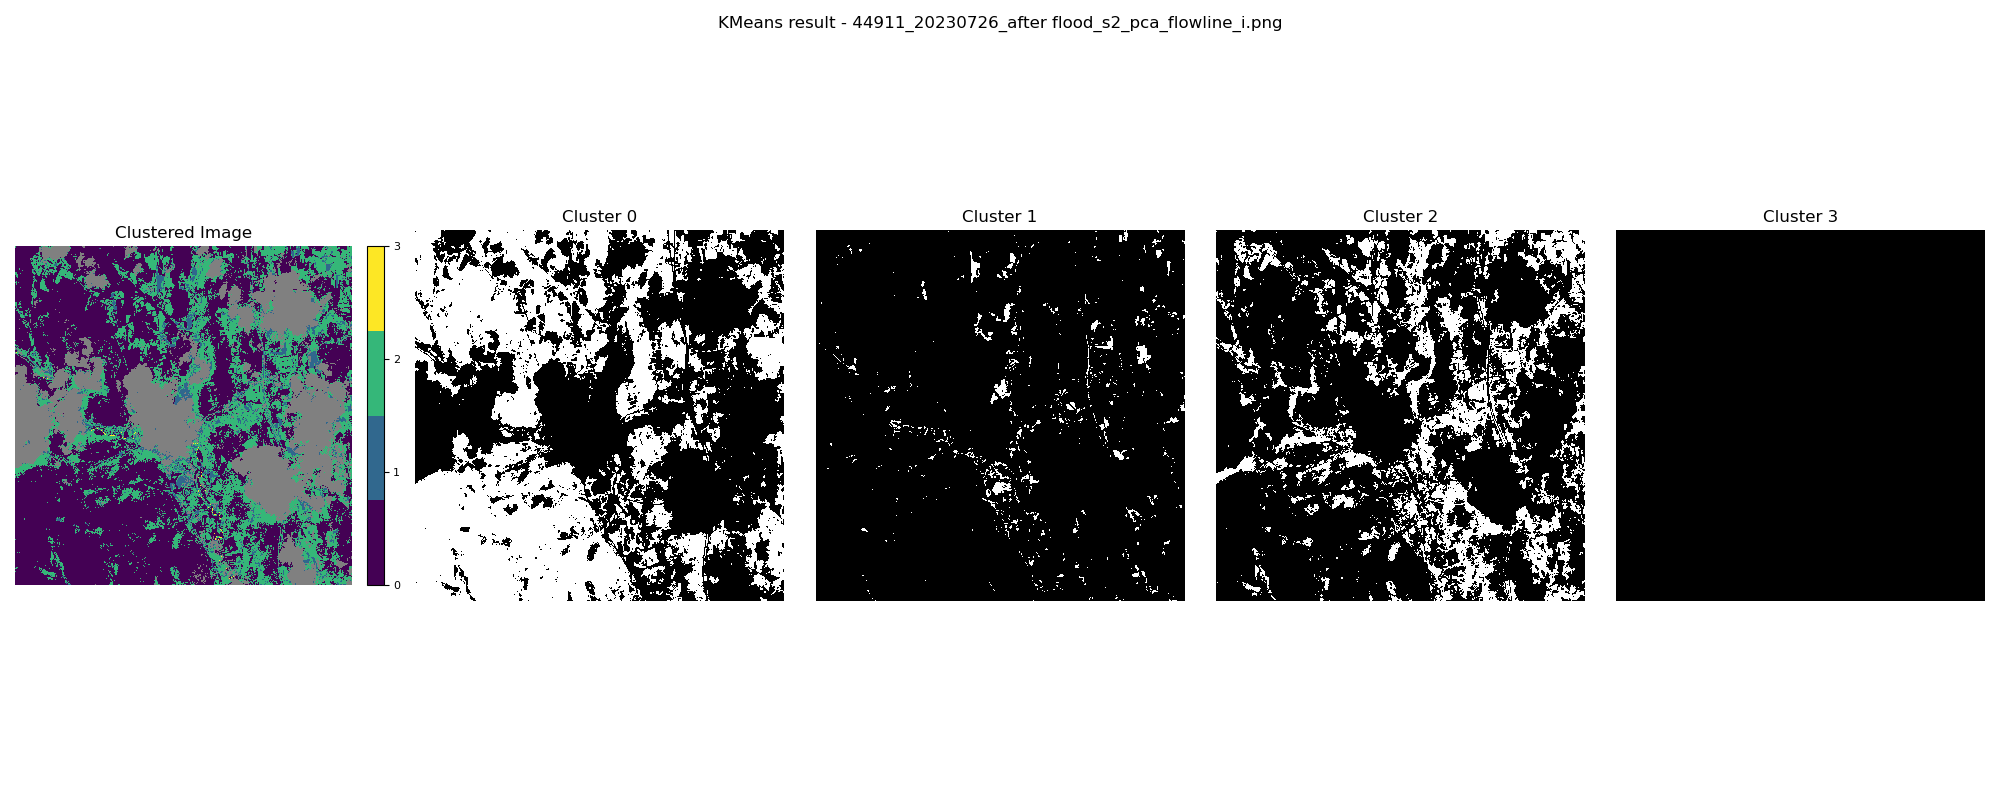 KMeans result - 44911_20230726_after flood_s2_pca_flowline_i.png
Clustered Image
3
2
1
0
Cluster 0
Cluster 1
Cluster 2
Cluster 3